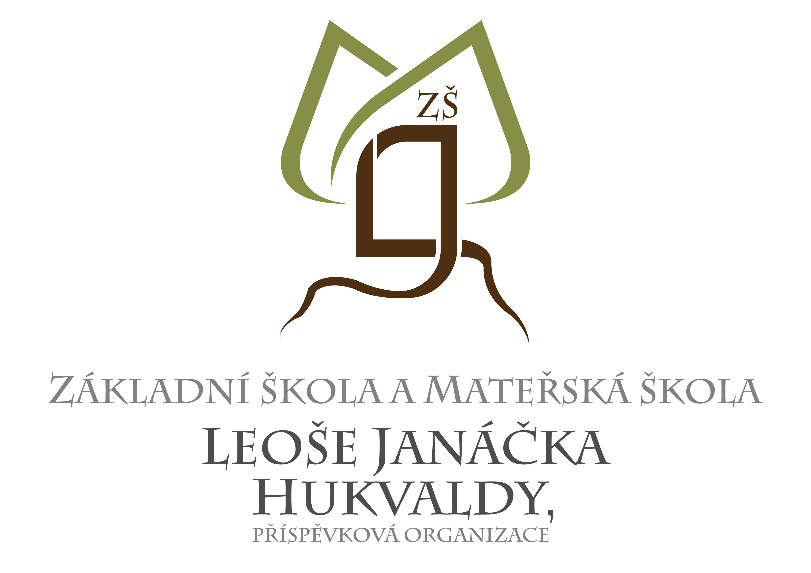 ZŠ
ZÁKLADNÍ ŠKOLA A MATEŘSKÁ ŠKOLA
LEOŠE JANÁČKA
HUKVALDY,
PŘÍSPĚVKOVÁ ORGANIZACE